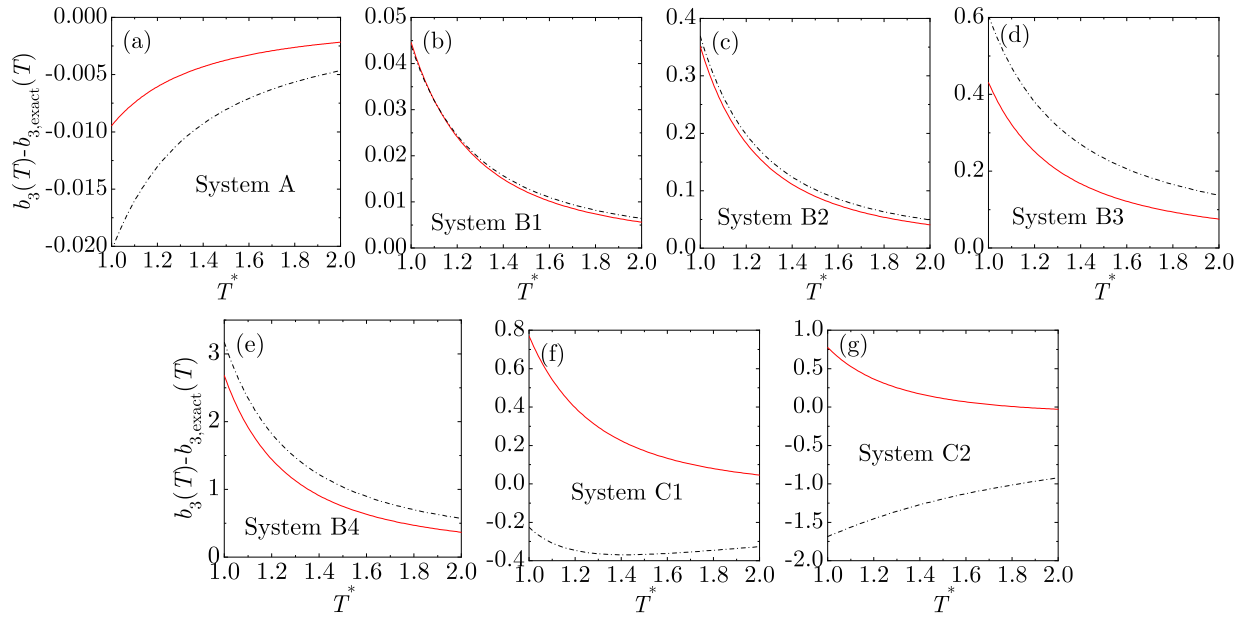 b₃(T)-b₃,exact(T)
0.000
-0.005
-0.010
-0.015
-0.020
(a)
System A
1.0 1.2 1.4 1.6 1.8 2.0
T*
0.05
0.04
0.03
0.02
0.01
0.00
(b)
System B1
1.0 1.2 1.4 1.6 1.8 2.0
T*
0.4
0.3
0.2
0.1
0.0
(c)
System B2
1.0 1.2 1.4 1.6 1.8 2.0
T*
0.6
0.4
0.2
0.0
(d)
System B3
1.0 1.2 1.4 1.6 1.8 2.0
T*
b₃(T)-b₃,exact(T)
3
2
1
0
(e)
System B4
1.0 1.2 1.4 1.6 1.8 2.0
T*
0.8
0.6
0.4
0.2
0.0
-0.2
-0.4
(f)
System C1
1.0 1.2 1.4 1.6 1.8 2.0
T*
1.0
0.5
0.0
-0.5
-1.0
-1.5
-2.0
(g)
System C2
1.0 1.2 1.4 1.6 1.8 2.0
T*